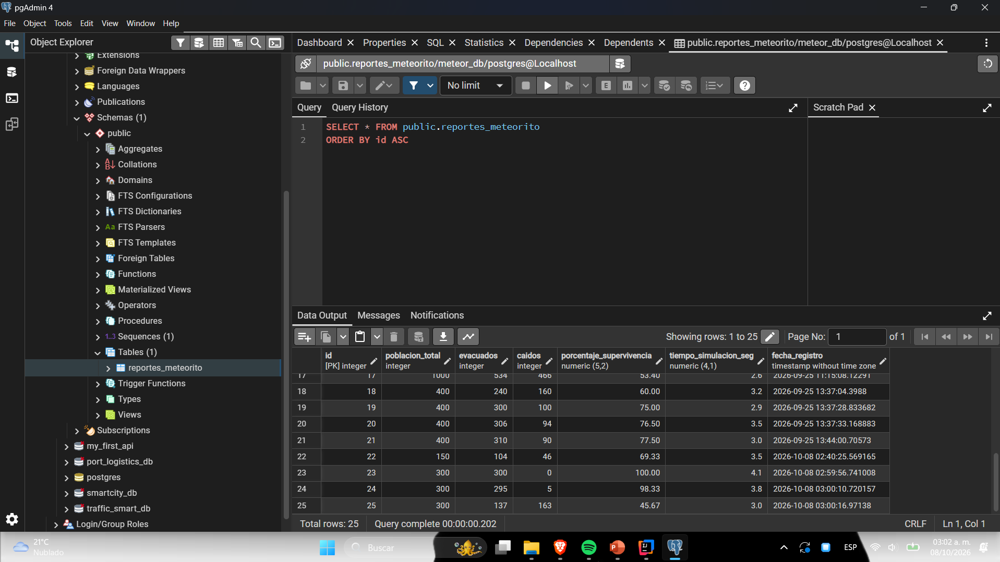 pgAdmin 4
File Object Tools Edit View Window Help
Object Explorer
Extensions
Foreign Data Wrappers
Languages
Publications
Schemas (1)
public
Aggregates
Collations
Domains
FTS Configurations
FTS Dictionaries
Aa FTS Parsers
FTS Templates
Foreign Tables
Functions
Materialized Views
Operators
Procedures
1..3 Sequences (1)
Tables (1)
reportes_meteorito
Trigger Functions
Types
Views
Subscriptions
my_first_api
port_logistics_db
postgres
smartcity_db
traffic_smart_db
Login/Group Roles
Dashboard Properties SQL Statistics Dependencies Dependents public.reportes_meteorito/meteor_db/postgres@Localhost
public.reportes_meteorito/meteor_db/postgres@Localhost
No limit
E
Query Query History
Scratch Pad
1 SELECT * FROM public.reportes_meteorito
2 ORDER BY id ASC
Data Output Messages Notifications
Showing rows: 1 to 25 Page No: 1 of 1
id poblacion_total evacuados caidos porcentaje_supervivencia tiempo_simulacion_seg fecha_registro
[PK] integer integer integer integer numeric (5,2) numeric (4,1) timestamp without time zone
17 17 1000 534 466 53.40 2.6 2026-09-25 11:15:08.12291
18 18 400 240 160 60.00 3.2 2026-09-25 13:37:04.3988
19 19 400 300 100 75.00 2.9 2026-09-25 13:37:28.833682
20 20 400 306 94 76.50 3.5 2026-09-25 13:37:33.168883
21 21 400 310 90 77.50 3.0 2026-09-25 13:44:00.70573
22 22 150 104 46 69.33 3.5 2026-10-08 02:40:25.569165
23 23 300 300 0 100.00 4.1 2026-10-08 02:59:56.741008
24 24 300 295 5 98.33 3.8 2026-10-08 03:00:10.720157
25 25 300 137 163 45.67 3.0 2026-10-08 03:00:16.97138
Total rows: 25 Query complete 00:00:00.202 CRLF Ln 1, Col 1
21°C
Nublado
Buscar
ESP
03:02 a. m.
08/10/2026